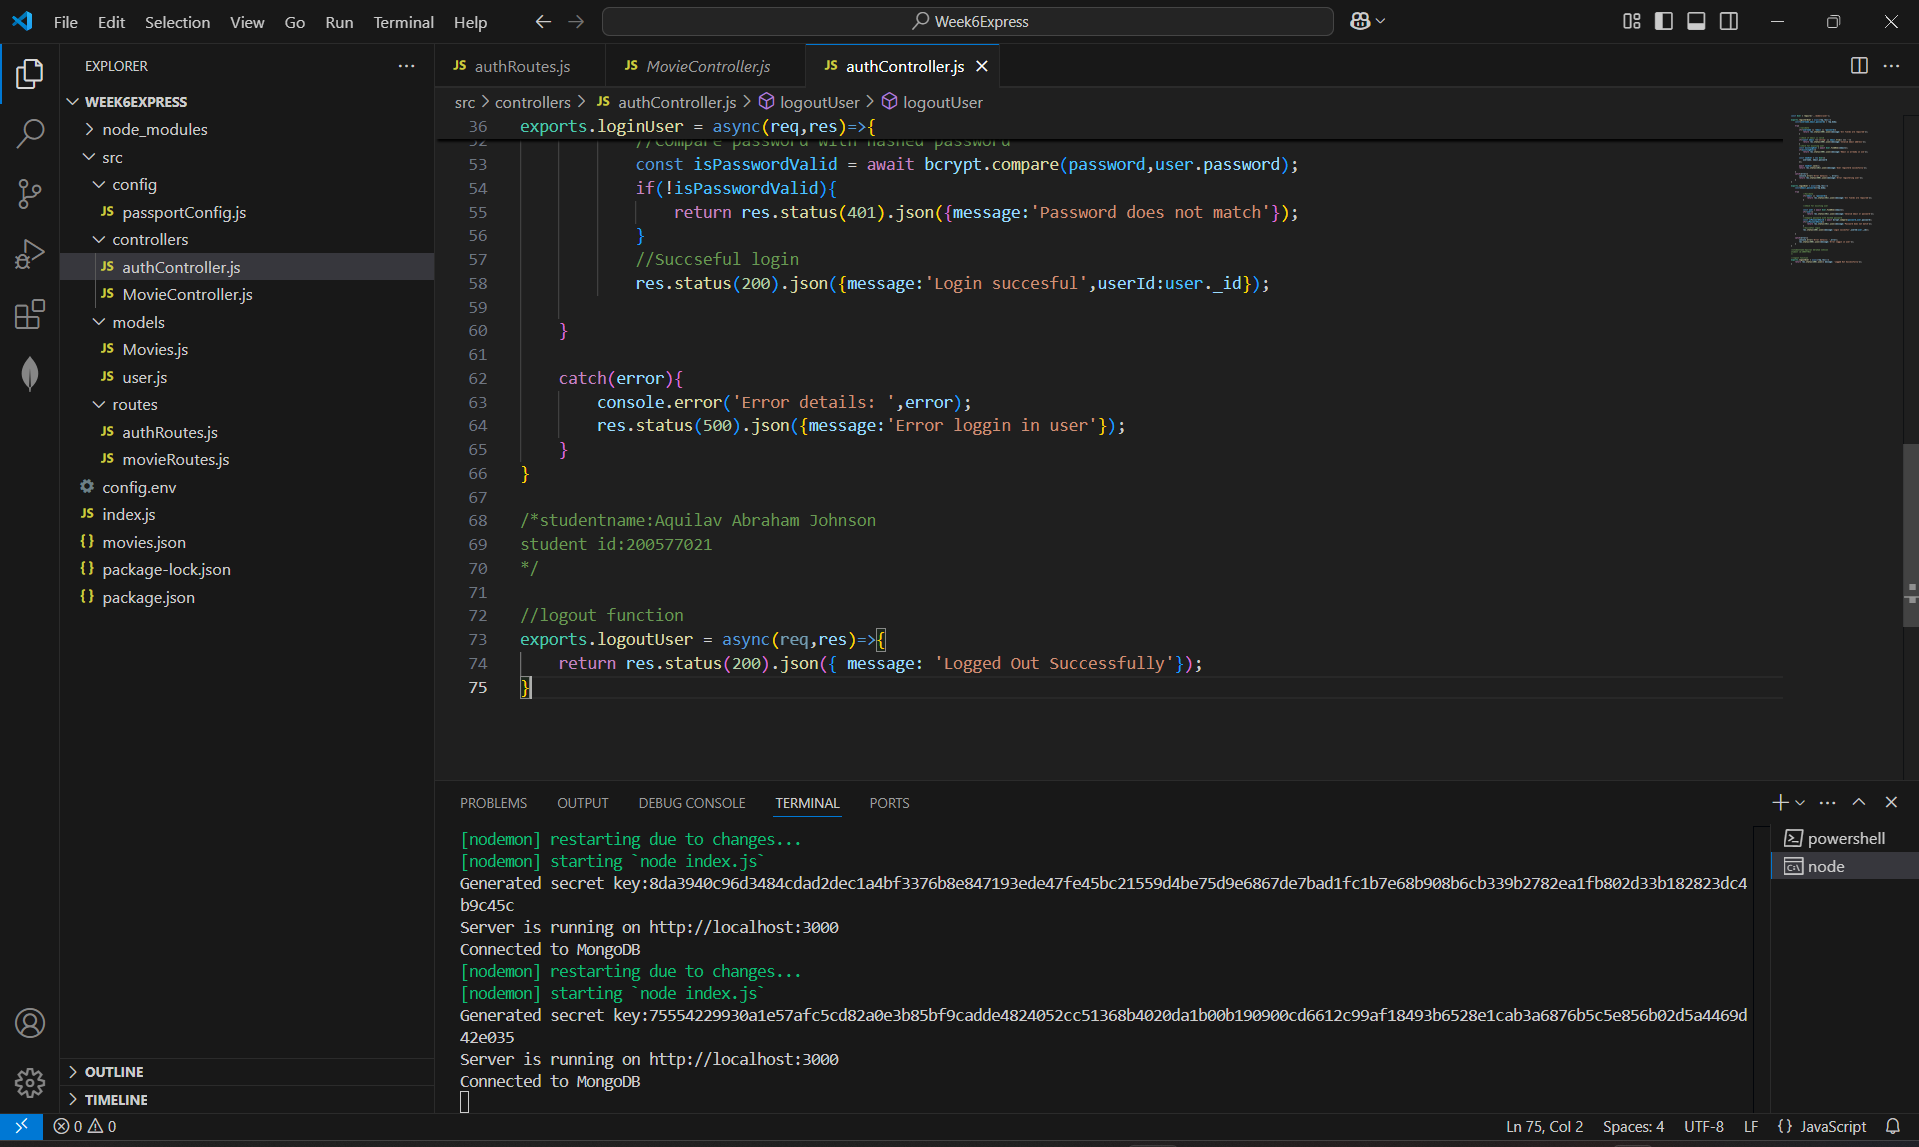 File Edit Selection View Go Run Terminal Help
Week6Express
EXPLORER
WEEK6EXPRESS
node_modules
src
config
JS passportConfig.js
controllers
JS authController.js
JS MovieController.js
models
JS Movies.js
JS user.js
routes
JS authRoutes.js
JS movieRoutes.js
config.env
JS index.js
{} movies.json
{} package-lock.json
{} package.json
OUTLINE
TIMELINE
JS authRoutes.js
JS MovieController.js
JS authController.js
src > controllers > JS authController.js > logoutUser > logoutUser
36 exports.loginUser = async(req,res)=>{
52 //Compare password with hashed password
53 const isPasswordValid = await bcrypt.compare(password,user.password);
54 if(!isPasswordValid){
55 return res.status(401).json({message:'Password does not match'});
56 }
57 //Succseful login
58 res.status(200).json({message:'Login succesful',userId:user._id});
59
60 }
61
62 catch(error){
63 console.error('Error details: ',error);
64 res.status(500).json({message:'Error loggin in user'});
65 }
66 }
67
68 /*studentname:Aquilav Abraham Johnson
69 student id:200577021
70 */
71
72 //logout function
73 exports.logoutUser = async(req,res)=>{
74 return res.status(200).json({ message: 'Logged Out Successfully'});
75 }
PROBLEMS OUTPUT DEBUG CONSOLE TERMINAL PORTS
[nodemon] restarting due to changes...
[nodemon] starting `node index.js`
Generated secret key:8da3940c96d3484cdad2dec1a4bf3376b8e847193ede47fe45bc21559d4be75d9e6867de7bad1fc1b7e68b908b6cb339b2782ea1fb802d33b182823dc4
b9c45c
Server is running on http://localhost:3000
Connected to MongoDB
[nodemon] restarting due to changes...
[nodemon] starting `node index.js`
Generated secret key:75554229930a1e57afc5cd82a0e3b85bf9cadde4824052cc51368b4020da1b00b190900cd6612c99af18493b6528e1cab3a6876b5c5e856b02d5a4469d
42e035
Server is running on http://localhost:3000
Connected to MongoDB
powershell
node
0 0
Ln 75, Col 2 Spaces: 4 UTF-8 LF {} JavaScript